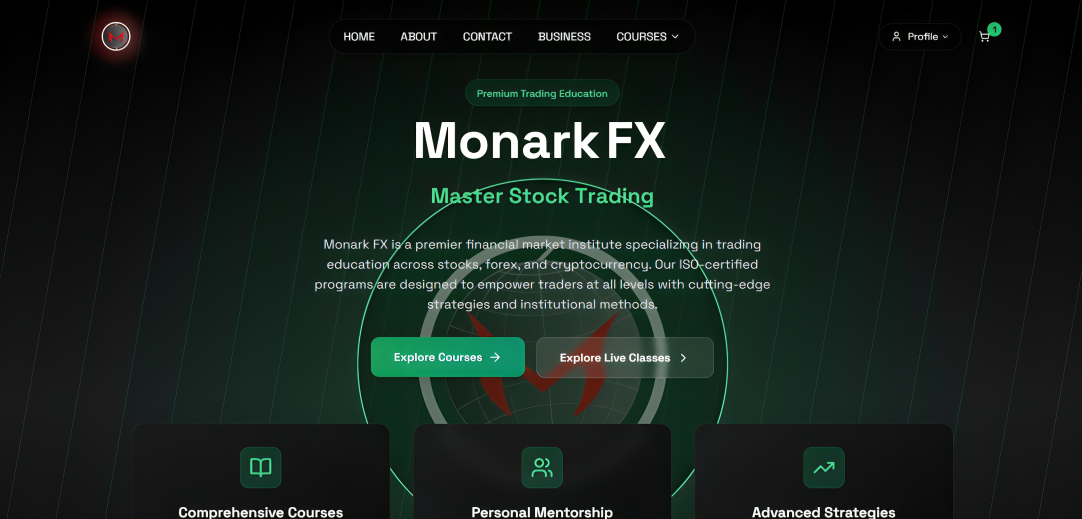 HOME ABOUT CONTACT BUSINESS COURSES Profile 1
Premium Trading Education
Monark FX
Master Stock Trading
Monark FX is a premier financial market institute specializing in trading
education across stocks, forex, and cryptocurrency. Our ISO-certified
programs are designed to empower traders at all levels with cutting-edge
strategies and institutional methods.
Explore Courses Explore Live Classes
Comprehensive Courses Personal Mentorship Advanced Strategies